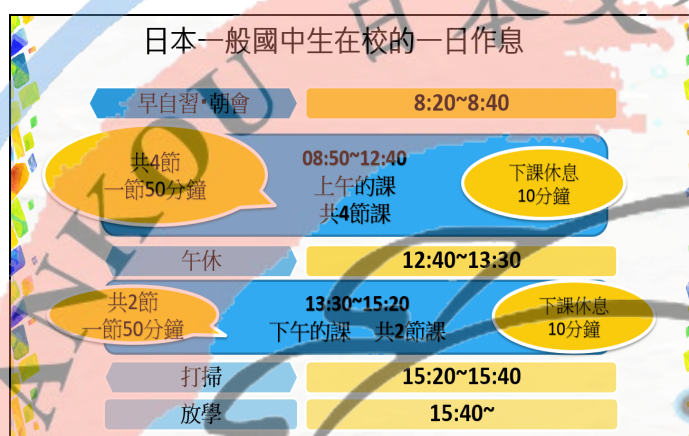 日本一般國中生在校的一日作息
早自習･朝會
8:20~8:40
共4節
一節50分鐘
08:50~12:40
上午的課
共4節課
下課休息
10分鐘
午休
12:40~13:30
共2節
一節50分鐘
13:30~15:20
下午的課 共2節課
下課休息
10分鐘
打掃
15:20~15:40
放學
15:40~
ANKOU
日文